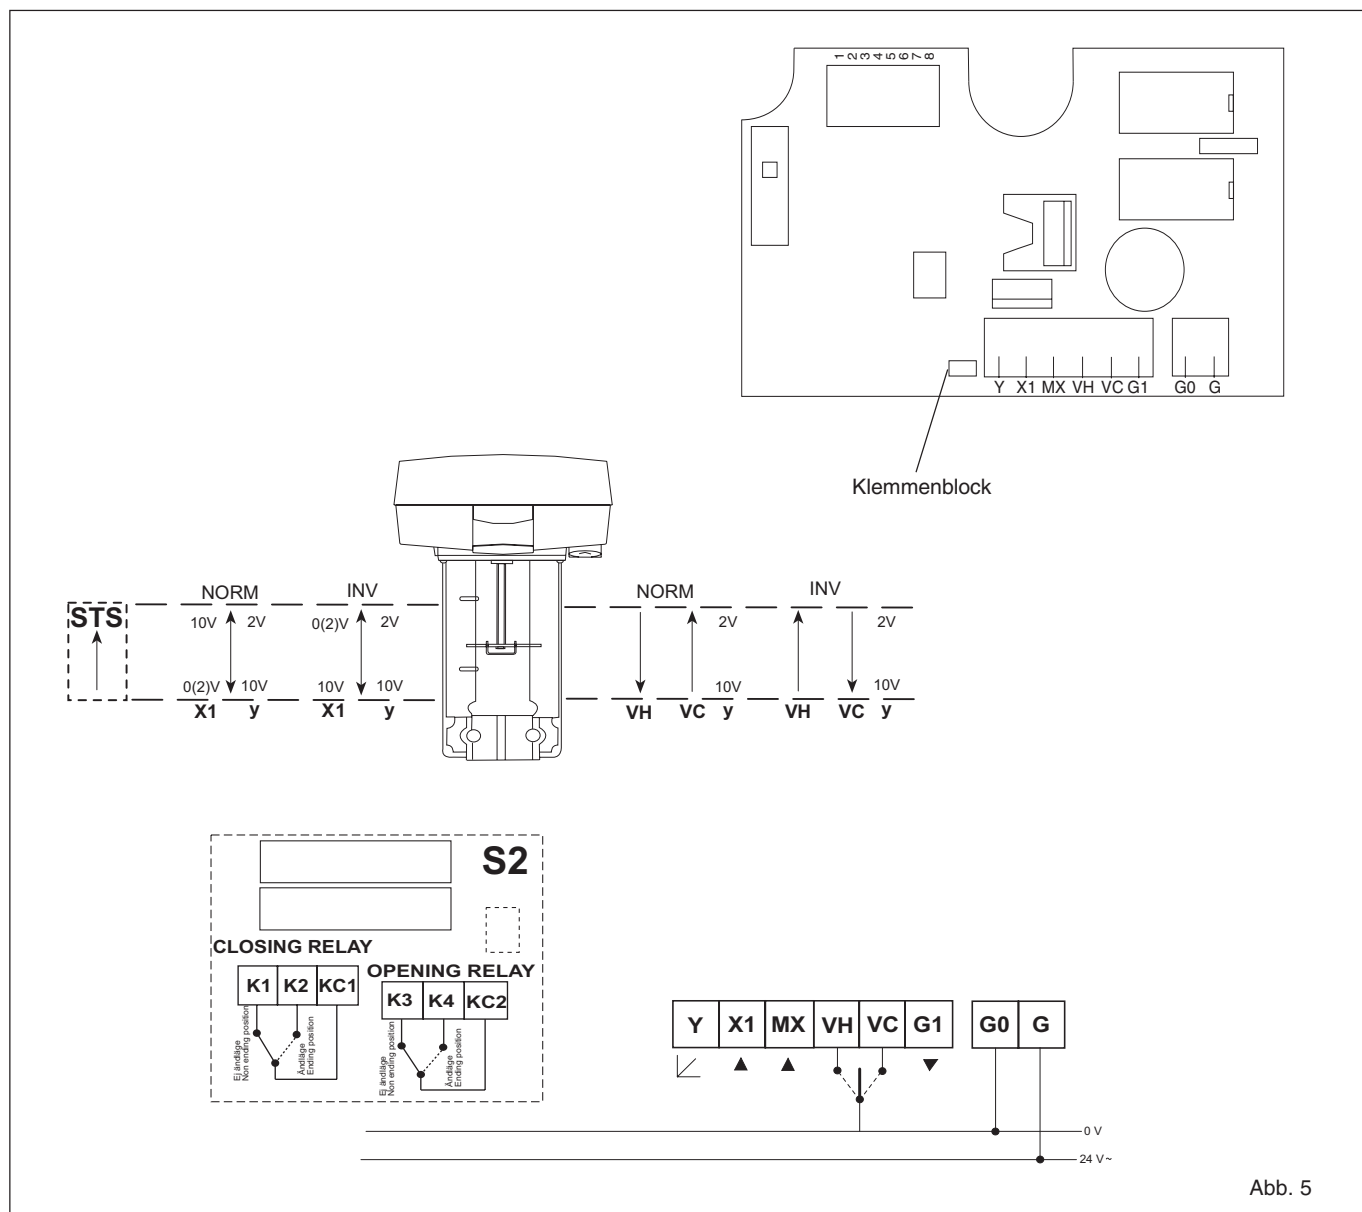 1 2 3 4 5 6 7 8
Y X1 MX VH VC G1 G0 G
Klemmenblock
STS
NORM INV NORM INV
10V 2V 0(2)V 2V 2V 2V
0(2)V 10V 10V 10V 10V 10V
X1 y X1 y VH VC y VH VC y
S2
CLOSING RELAY
K1 K2 KC1
Ej ändläge
Non ending position
Ändläge
Ending position
OPENING RELAY
K3 K4 KC2
Ej ändläge
Non ending position
Ändläge
Ending position
Y X1 MX VH VC G1 G0 G
0 V
24 V~
Abb. 5